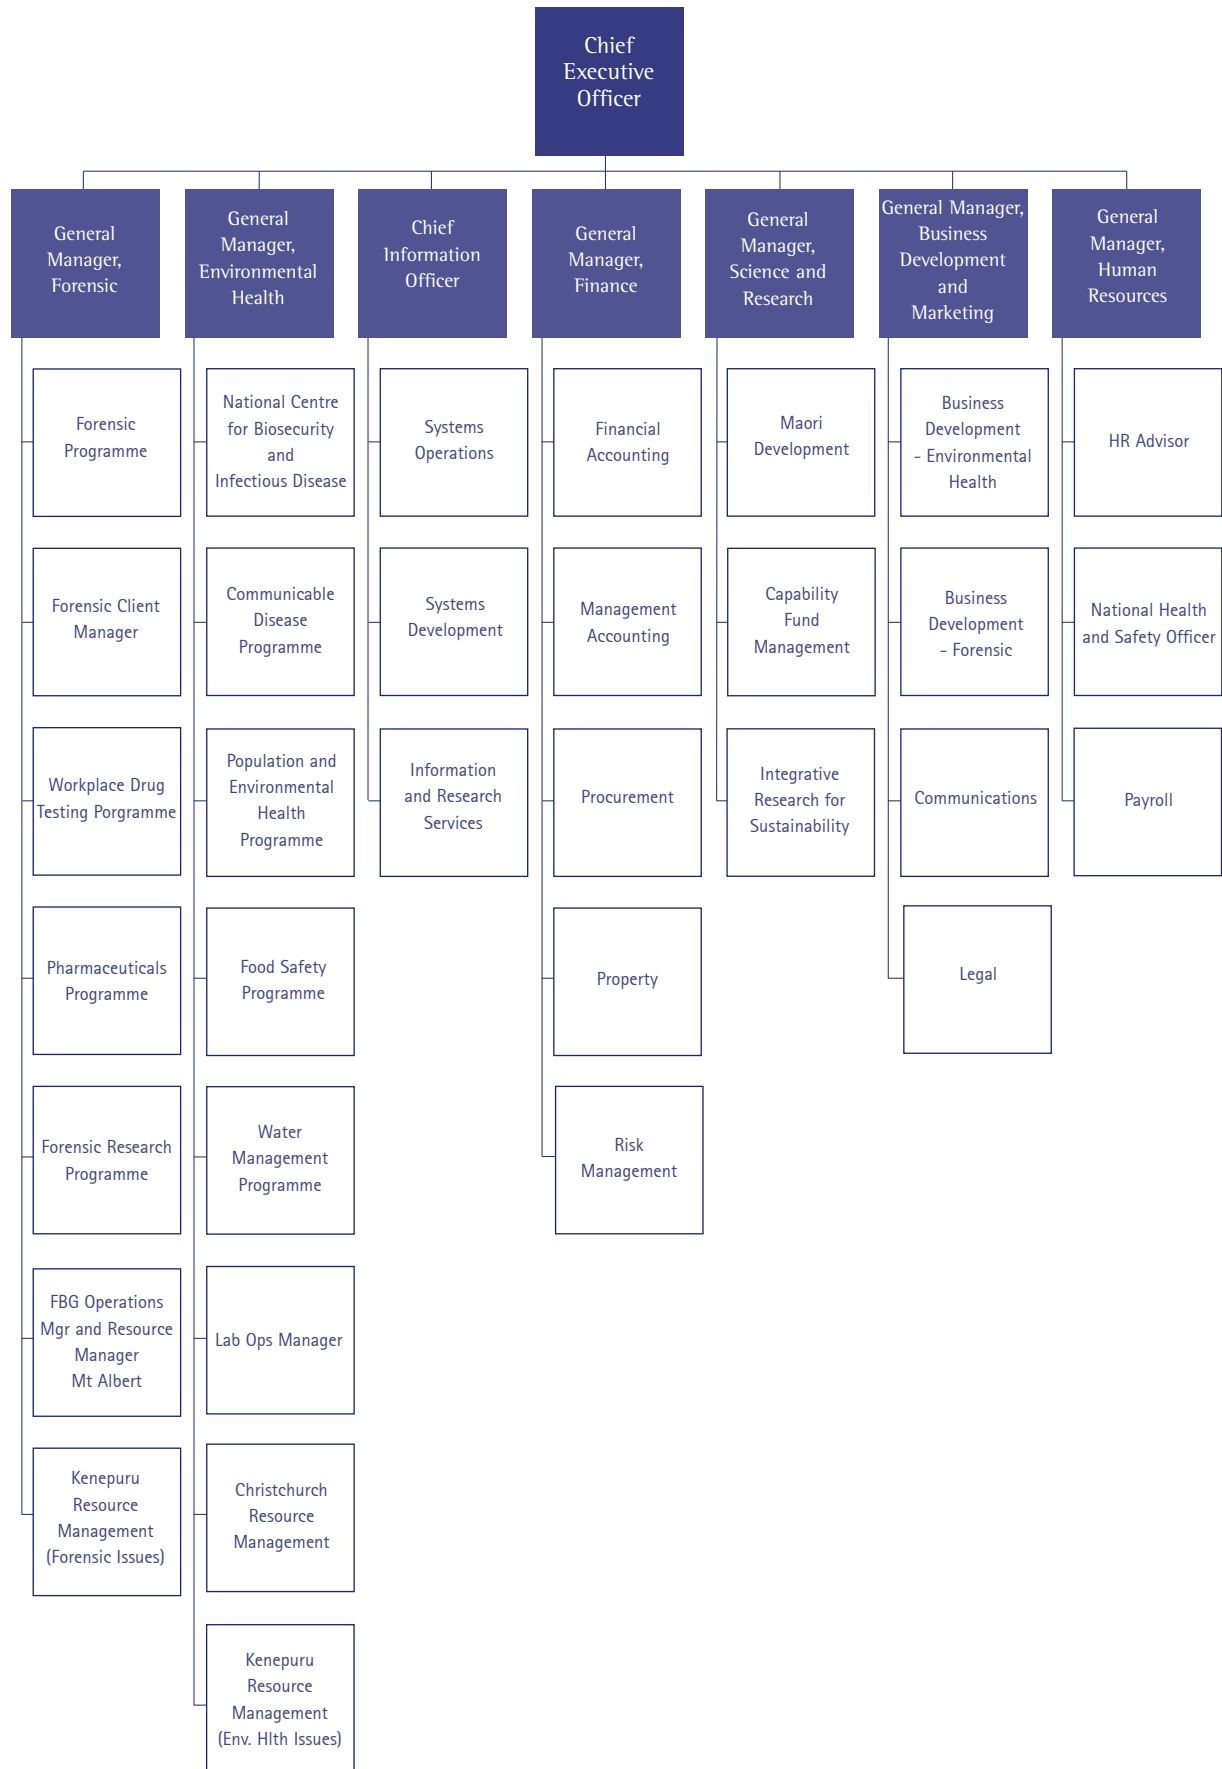 Chief
Executive
Officer
General
Manager,
Forensic
General
Manager,
Environmental
Health
Chief
Information
Officer
General
Manager,
Finance
General
Manager,
Science and
Research
General Manager,
Business
Development
and
Marketing
General
Manager,
Human
Resources
Forensic
Programme
Forensic Client
Manager
Workplace Drug
Testing Porgramme
Pharmaceuticals
Programme
Forensic Research
Programme
FBG Operations
Mgr and Resource
Manager
Mt Albert
Kenepuru
Resource
Management
(Forensic Issues)
National Centre
for Biosecurity
and
Infectious Disease
Communicable
Disease
Programme
Population and
Environmental
Health
Programme
Food Safety
Programme
Water
Management
Programme
Lab Ops Manager
Christchurch
Resource
Management
Kenepuru
Resource
Management
(Env. Hlth Issues)
Systems
Operations
Systems
Development
Information
and Research
Services
Financial
Accounting
Management
Accounting
Procurement
Property
Risk
Management
Maori
Development
Capability
Fund
Management
Integrative
Research for
Sustainability
Business
Development
- Environmental
Health
Business
Development
- Forensic
Communications
Legal
HR Advisor
National Health
and Safety Officer
Payroll